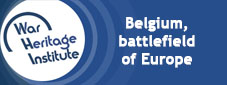 War
Heritage
Institute
Belgium,
battlefield
of Europe